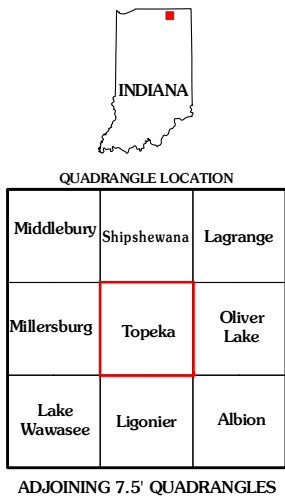 INDIANA
QUADRANGLE LOCATION
Middlebury
Shipshewana
Lagrange
Millersburg
Topeka
Oliver
Lake
Lake
Wawasee
Ligonier
Albion
ADJOINING 7.5' QUADRANGLES